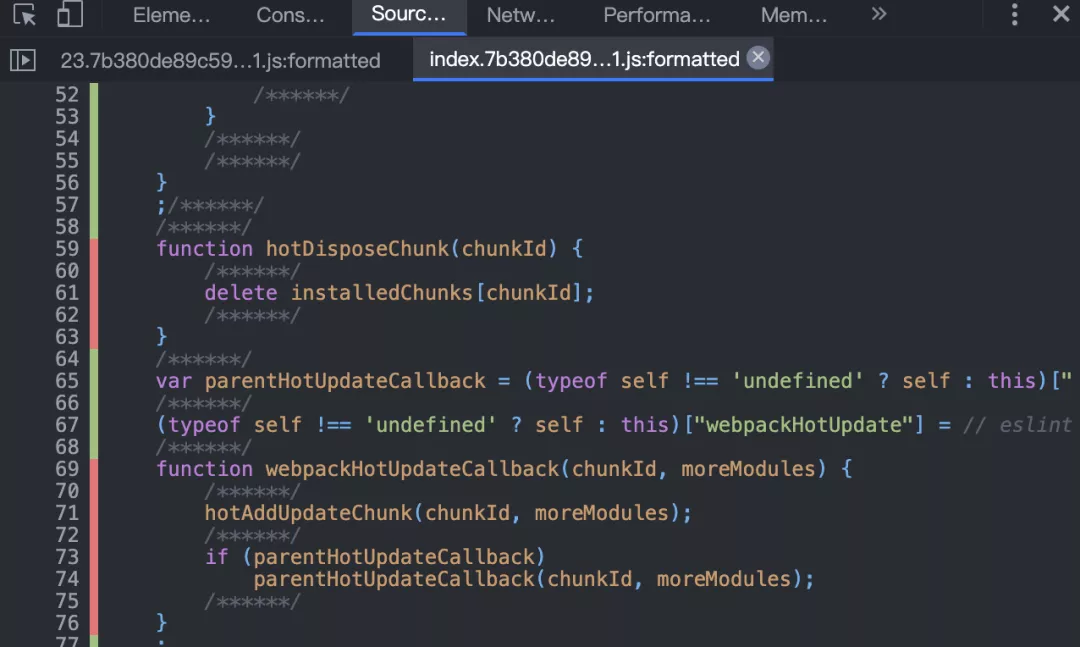 Eleme… Cons… Sourc… Netw… Performa… Mem… »
23.7b380de89c59…1.js:formatted index.7b380de89…1.js:formatted
52 /******/
53 }
54 /******/
55 /******/
56 }
57 ;/******/
58 /******/
59 function hotDisposeChunk(chunkId) {
60 /******/
61 delete installedChunks[chunkId];
62 /******/
63 }
64 /******/
65 var parentHotUpdateCallback = (typeof self !== 'undefined' ? self : this)["
66 /******/
67 (typeof self !== 'undefined' ? self : this)["webpackHotUpdate"] = // eslint
68 /******/
69 function webpackHotUpdateCallback(chunkId, moreModules) {
70 /******/
71 hotAddUpdateChunk(chunkId, moreModules);
72 /******/
73 if (parentHotUpdateCallback)
74 parentHotUpdateCallback(chunkId, moreModules);
75 /******/
76 }
77 ;